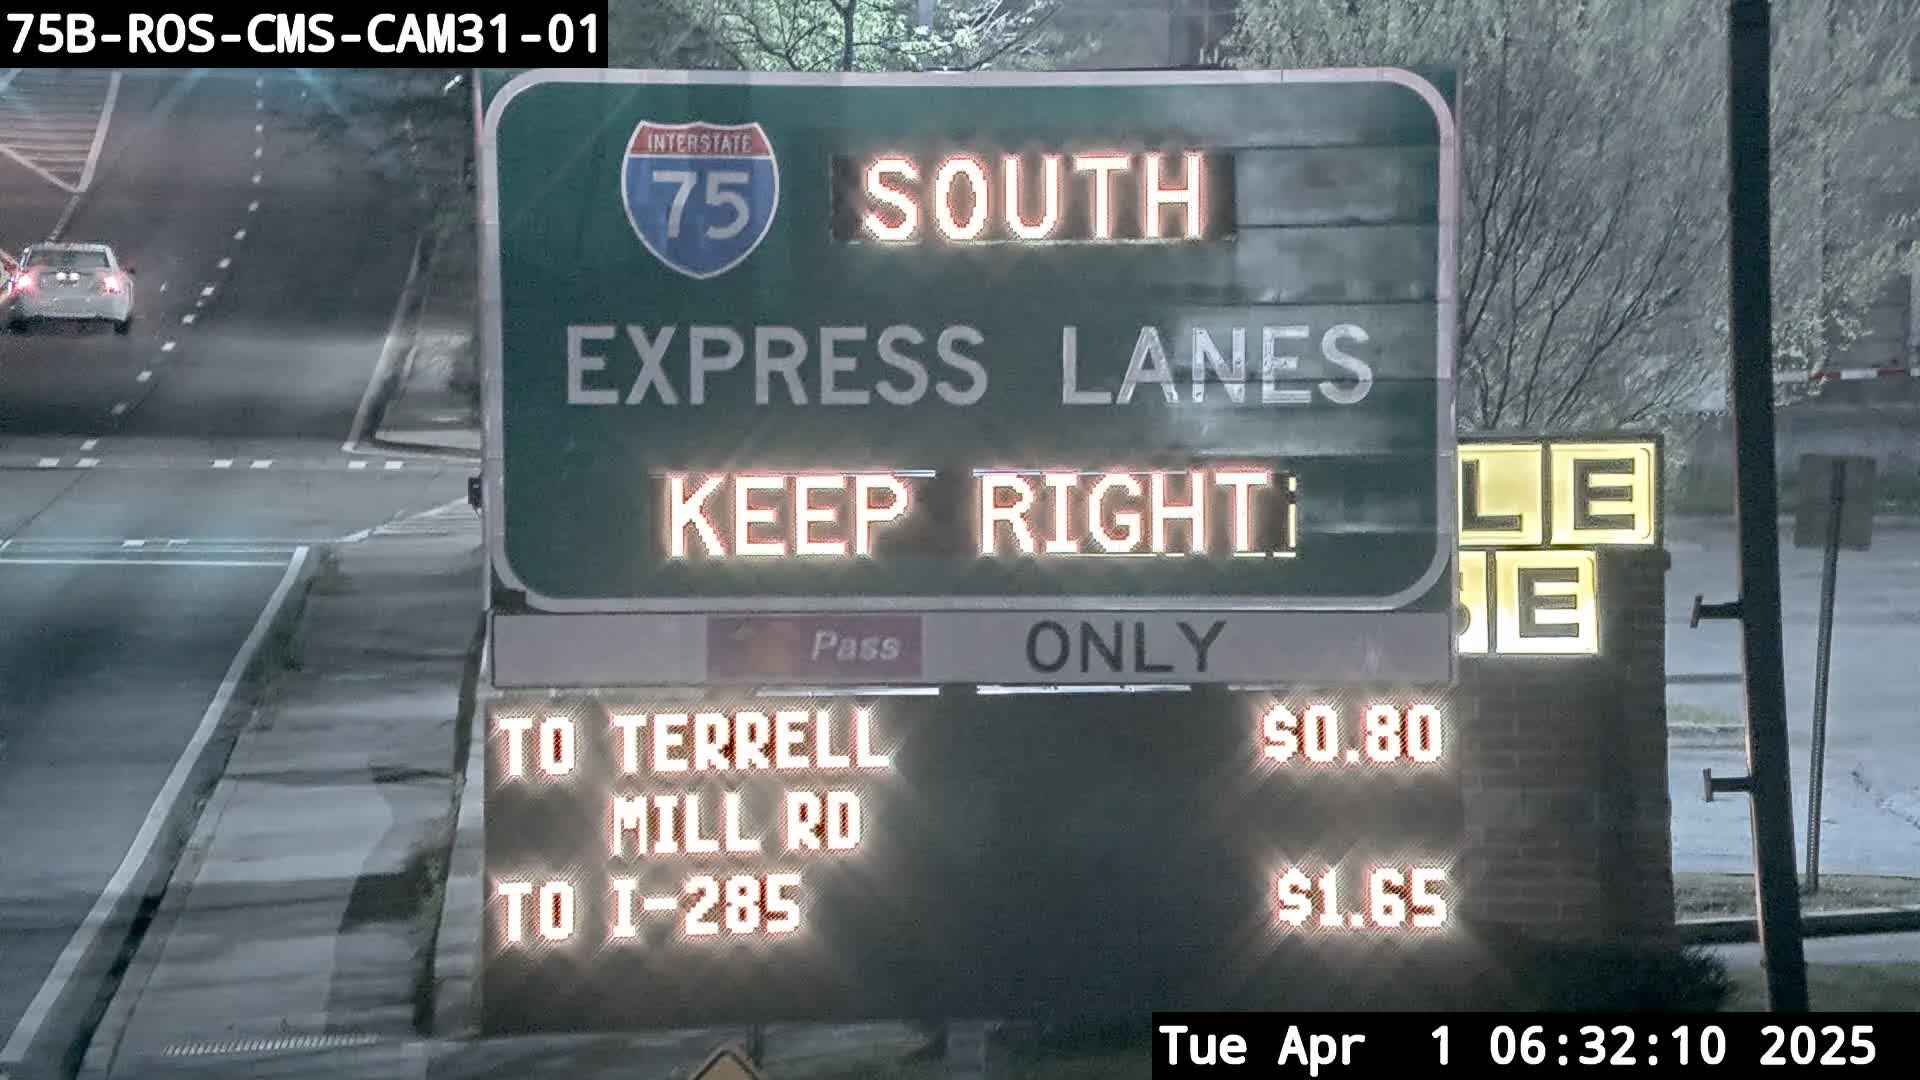 75B-ROS-CMS-CAM31-01
INTERSTATE
75
SOUTH
EXPRESS LANES
KEEP RIGHT
Pass ONLY
LE
E
TO TERRELL $0.80
MILL RD
TO I-285 $1.65
Tue Apr 1 06:32:10 2025